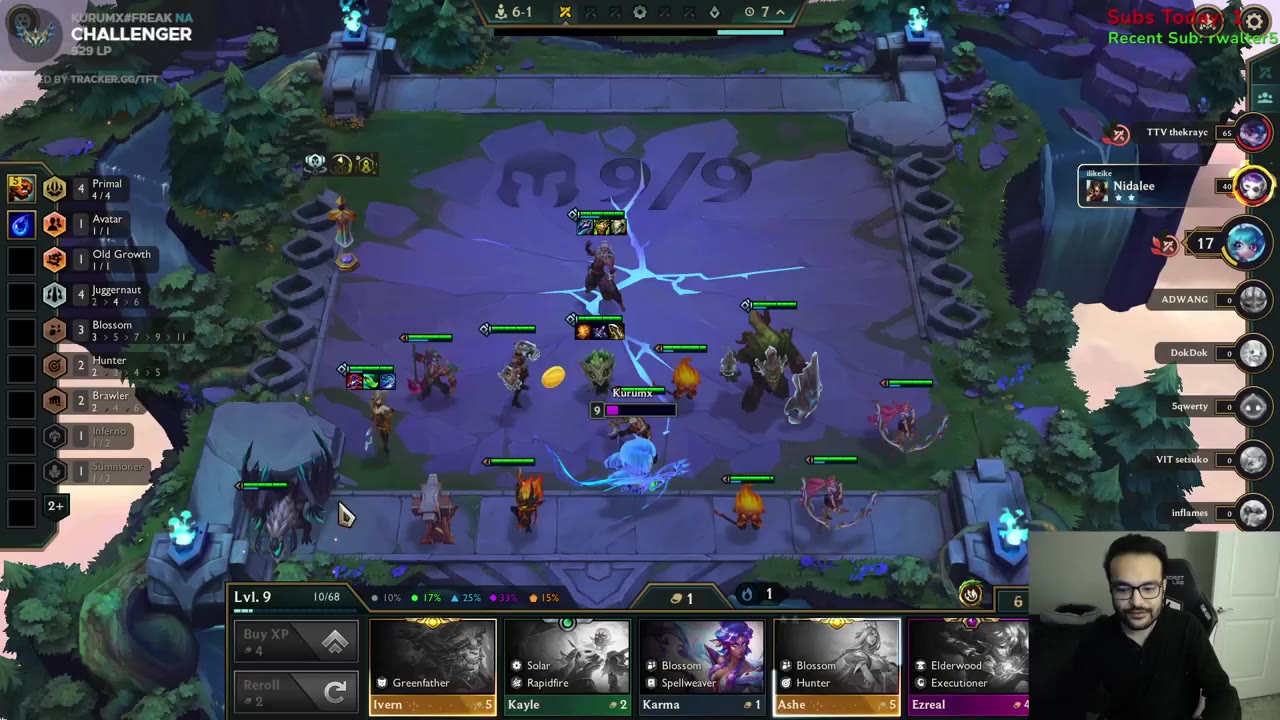 KURUMX#FREAK NA
CHALLENGER
929 LP
POWERED BY TRACKER.GG/TFT
6-1
7
Subs Today: 1
Recent Sub: rwalter5
9/9
4 Primal
4 / 4
1 Avatar
1 / 1
1 Old Growth
1 / 1
4 Juggernaut
2 > 4 > 6
3 Blossom
3 > 5 > 7 > 9 > 11
2 Hunter
2 > 3 > 4 > 5
2 Brawler
2 > 4 > 6
1 Inferno
1 / 2
1 Summoner
1 / 2
2+
TTV thekrayc 65
ilikeike
Nidalee
40
17
ADWANG 0
DokDok 0
Sqwerty 0
VIT setsuko 0
inflames 0
Kurumx
9
Lvl. 9 10/68
10% 17% 25% 33% 15%
1
1
6
Buy XP
4
Reroll
2
Greenfather
Ivern 5
Solar
Rapidfire
Kayle 2
Blossom
Spellweaver
Karma 1
Blossom
Hunter
Ashe 5
Elderwood
Executioner
Ezreal 4